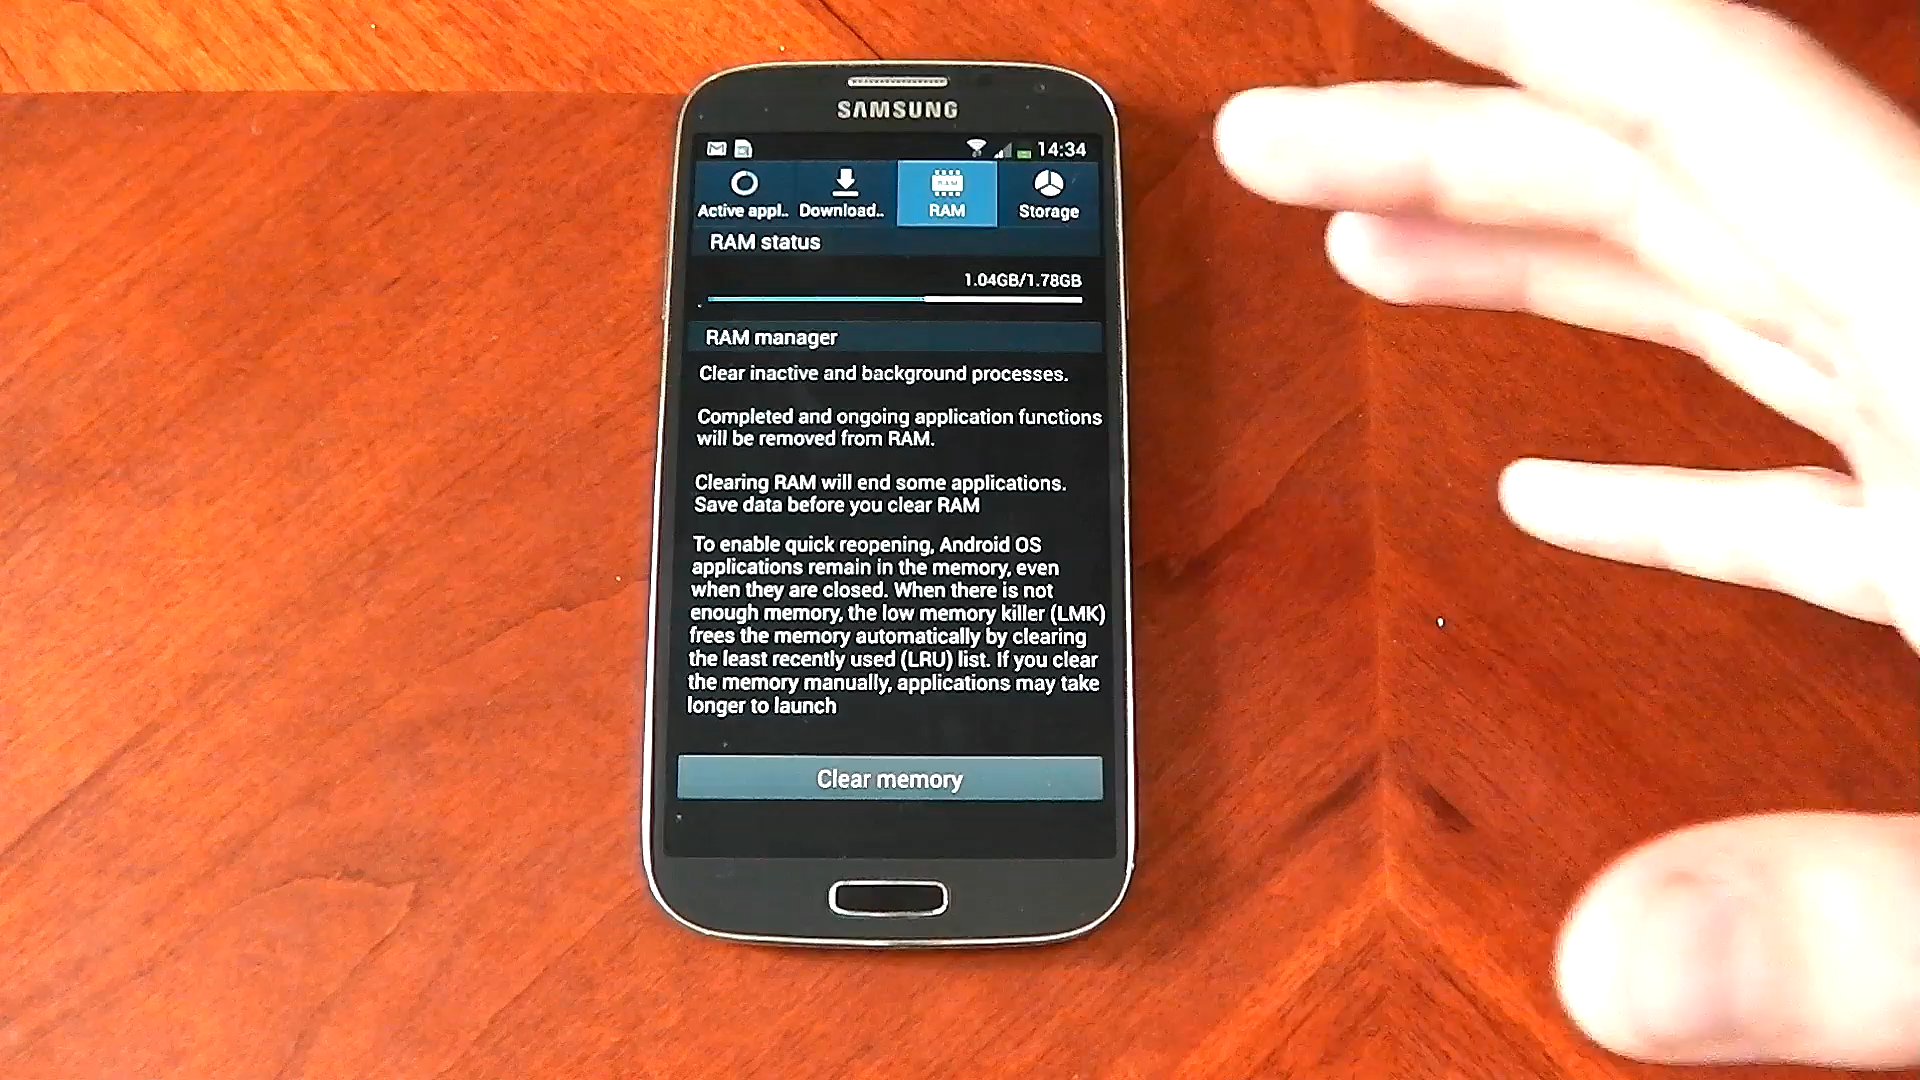 SAMSUNG
14:34
Active appl..
Download..
RAM
RAM
Storage
RAM status
1.04GB/1.78GB
RAM manager
Clear inactive and background processes.
Completed and ongoing application functions
will be removed from RAM.
Clearing RAM will end some applications.
Save data before you clear RAM
To enable quick reopening, Android OS
applications remain in the memory, even
when they are closed. When there is not
enough memory, the low memory killer (LMK)
frees the memory automatically by clearing
the least recently used (LRU) list. If you clear
the memory manually, applications may take
longer to launch
Clear memory